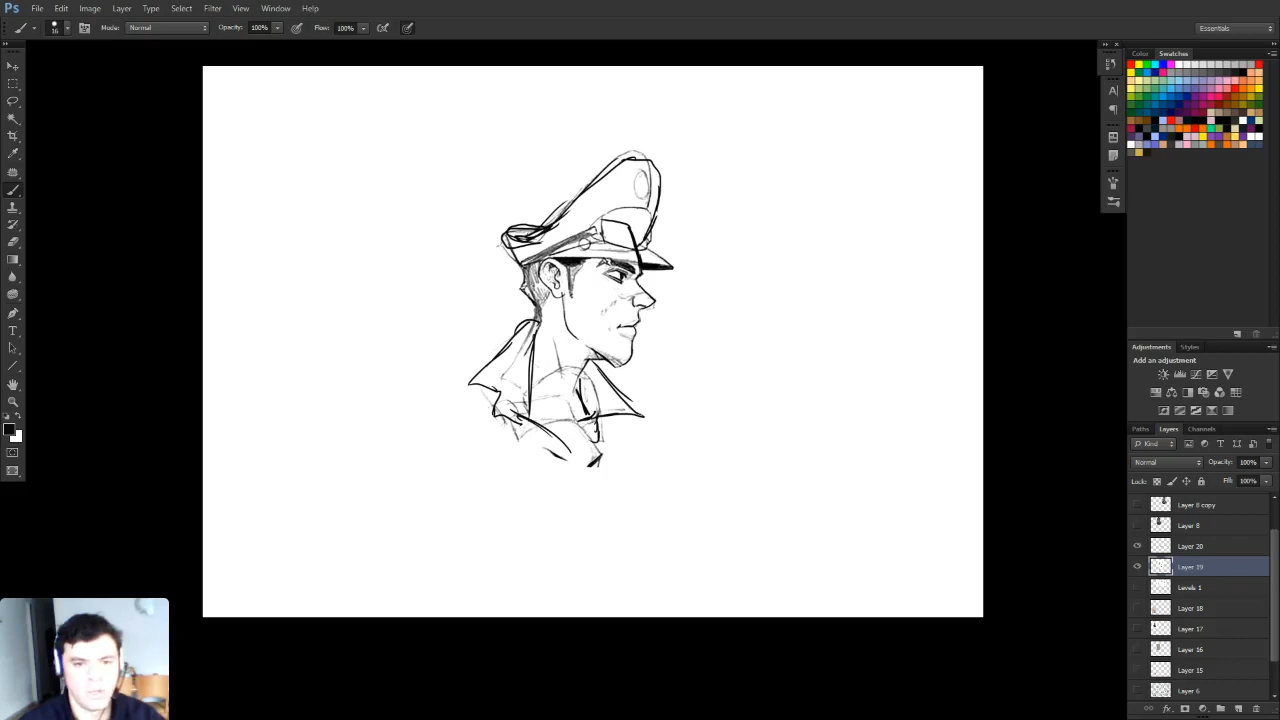 Ps File Edit Image Layer Type Select Filter View Window Help
16 Mode: Normal Opacity: 100% Flow: 100% Essentials
Color Swatches
Adjustments Styles
Add an adjustment
Paths Layers Channels
Kind
Normal Opacity: 100%
Lock: Fill: 100%
Layer 8 copy
Layer 8
Layer 20
Layer 19
Levels 1
Layer 18
Layer 17
Layer 16
Layer 15
Layer 6